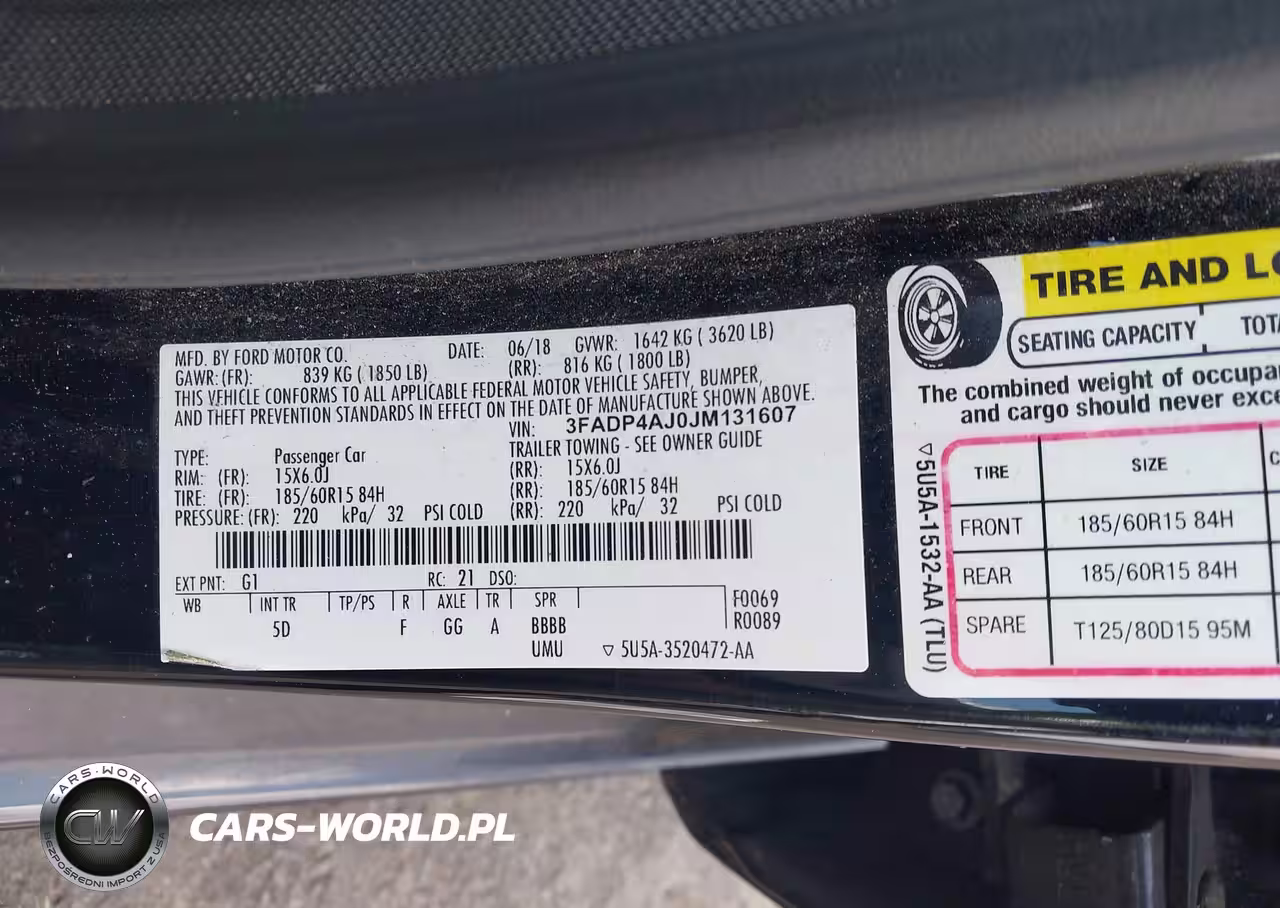 MFD. BY FORD MOTOR CO. DATE: 06/18 GVWR: 1642 KG ( 3620 LB)
GAWR: (FR): 839 KG ( 1850 LB) (RR): 816 KG ( 1800 LB)
THIS VEHICLE CONFORMS TO ALL APPLICABLE FEDERAL MOTOR VEHICLE SAFETY, BUMPER,
AND THEFT PREVENTION STANDARDS IN EFFECT ON THE DATE OF MANUFACTURE SHOWN ABOVE.
VIN: 3FADP4AJ0JM131607
TRAILER TOWING - SEE OWNER GUIDE
TYPE: Passenger Car
RIM: (FR): 15X6.0J (RR): 15X6.0J
TIRE: (FR): 185/60R15 84H (RR): 185/60R15 84H
PRESSURE: (FR): 220 kPa/ 32 PSI COLD (RR): 220 kPa/ 32 PSI COLD
EXT PNT: G1 RC: 21 DSO:
WB INT TR TP/PS R AXLE TR SPR F0069
5D F GG A BBBB R0089
UMU ▽ 5U5A-3520472-AA
TIRE AND
SEATING CAPACITY
The combined weight of
and cargo should never
▽5U5A-1532-AA (TLU)
TIRE SIZE
FRONT 185/60R15 84H
REAR 185/60R15 84H
SPARE T125/80D15 95M
CARS-WORLD
CW
BEZPOŚREDNI IMPORT Z USA
CARS-WORLD.PL